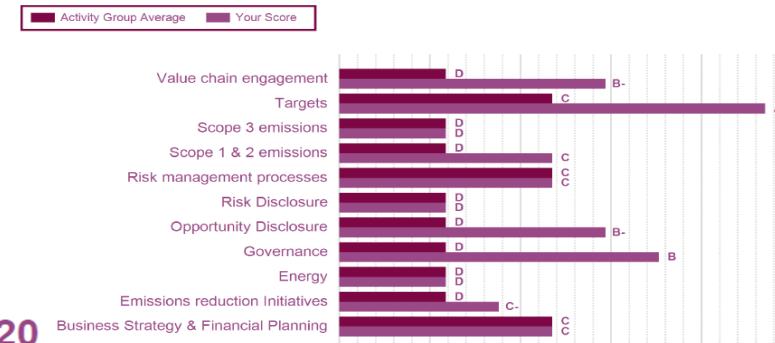 Activity Group Average Your Score
Value chain engagement D
B-
Targets C
Scope 3 emissions D
D
Scope 1 & 2 emissions D
C
Risk management processes C
C
Risk Disclosure D
D
Opportunity Disclosure D
B-
Governance D
B
Energy D
D
Emissions reduction Initiatives D
C-
20 Business Strategy & Financial Planning C
C